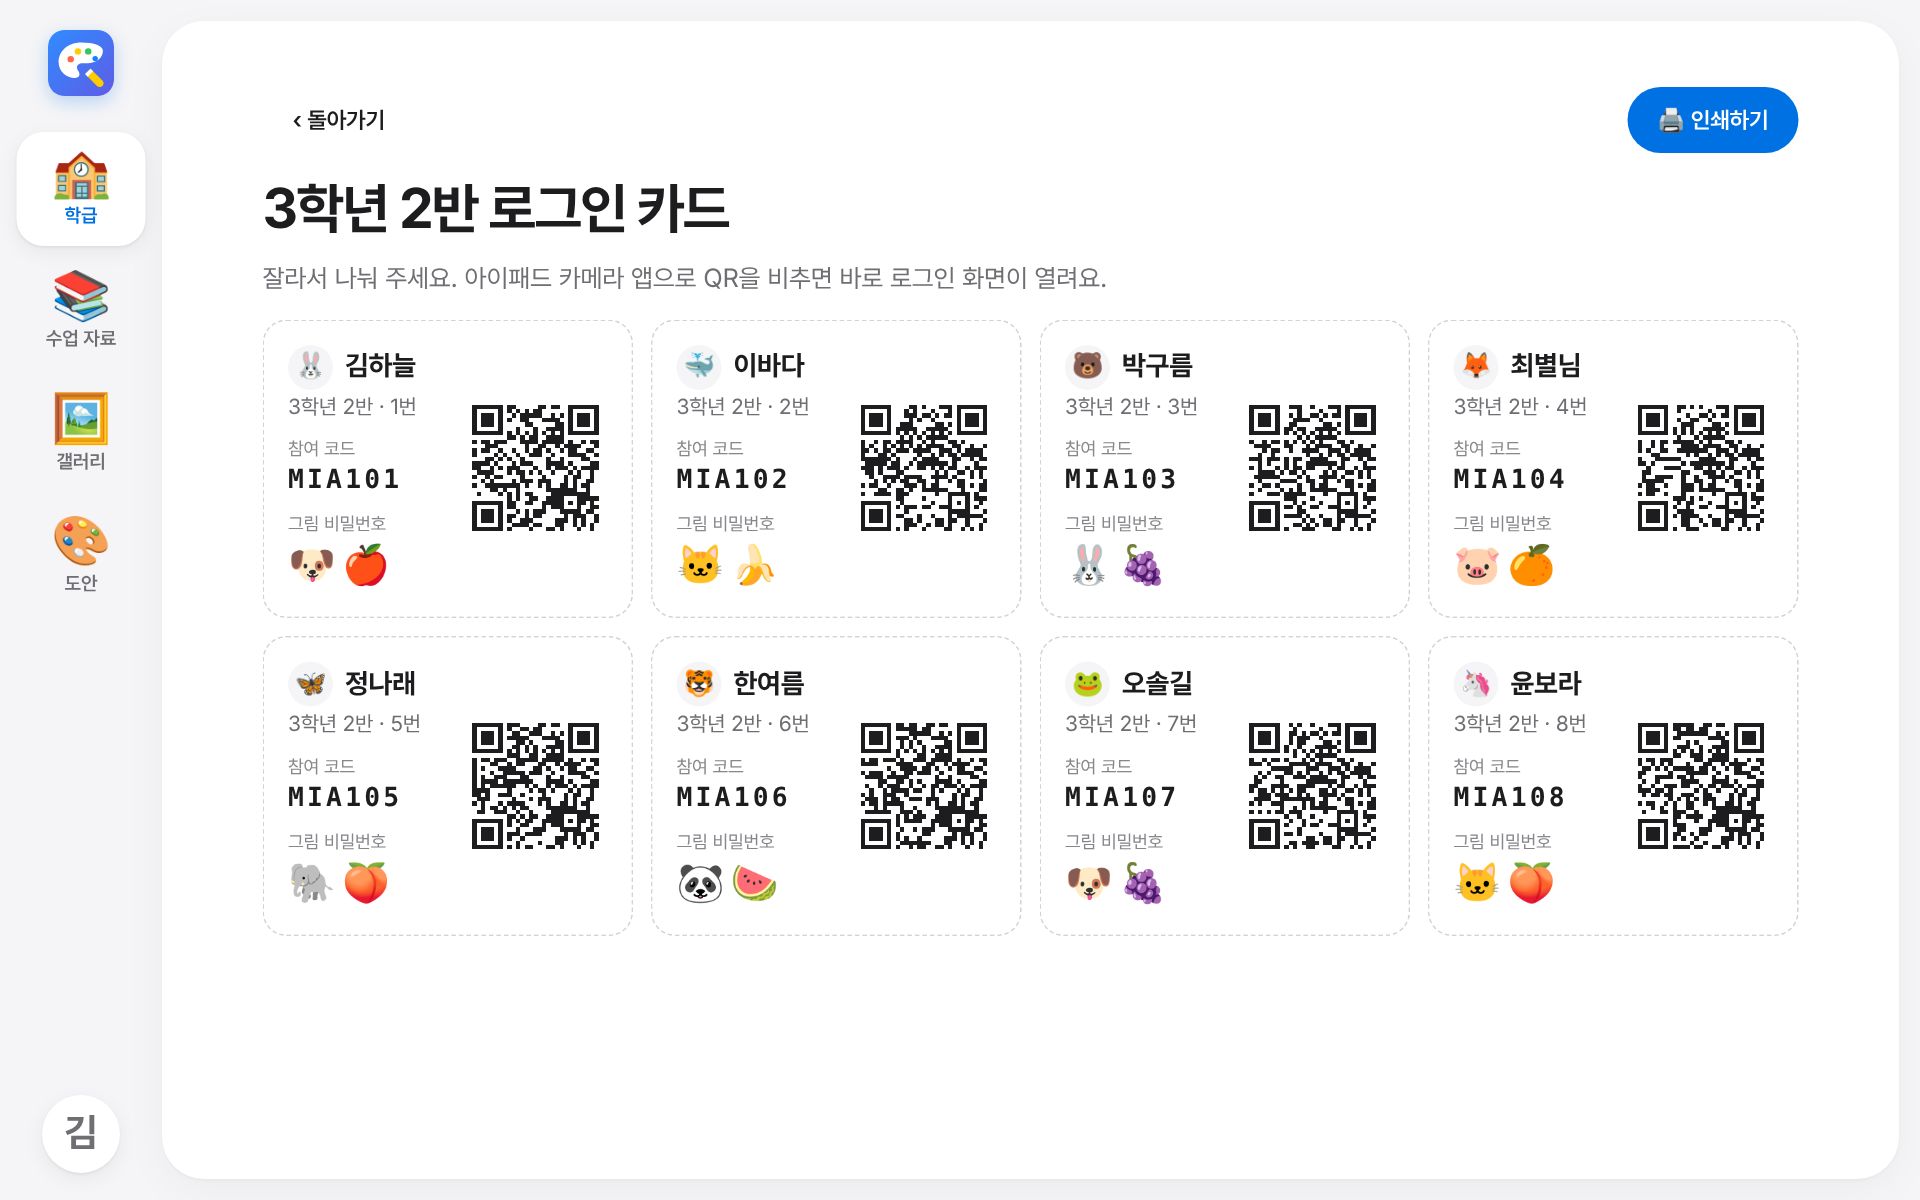 ‹ 돌아가기
인쇄하기
학급
수업 자료
갤러리
도안
김
3학년 2반 로그인 카드
잘라서 나눠 주세요. 아이패드 카메라 앱으로 QR을 비추면 바로 로그인 화면이 열려요.
김하늘
3학년 2반 · 1번
참여 코드
MIA101
그림 비밀번호
이바다
3학년 2반 · 2번
참여 코드
MIA102
그림 비밀번호
박구름
3학년 2반 · 3번
참여 코드
MIA103
그림 비밀번호
최별님
3학년 2반 · 4번
참여 코드
MIA104
그림 비밀번호
정나래
3학년 2반 · 5번
참여 코드
MIA105
그림 비밀번호
한여름
3학년 2반 · 6번
참여 코드
MIA106
그림 비밀번호
오솔길
3학년 2반 · 7번
참여 코드
MIA107
그림 비밀번호
윤보라
3학년 2반 · 8번
참여 코드
MIA108
그림 비밀번호